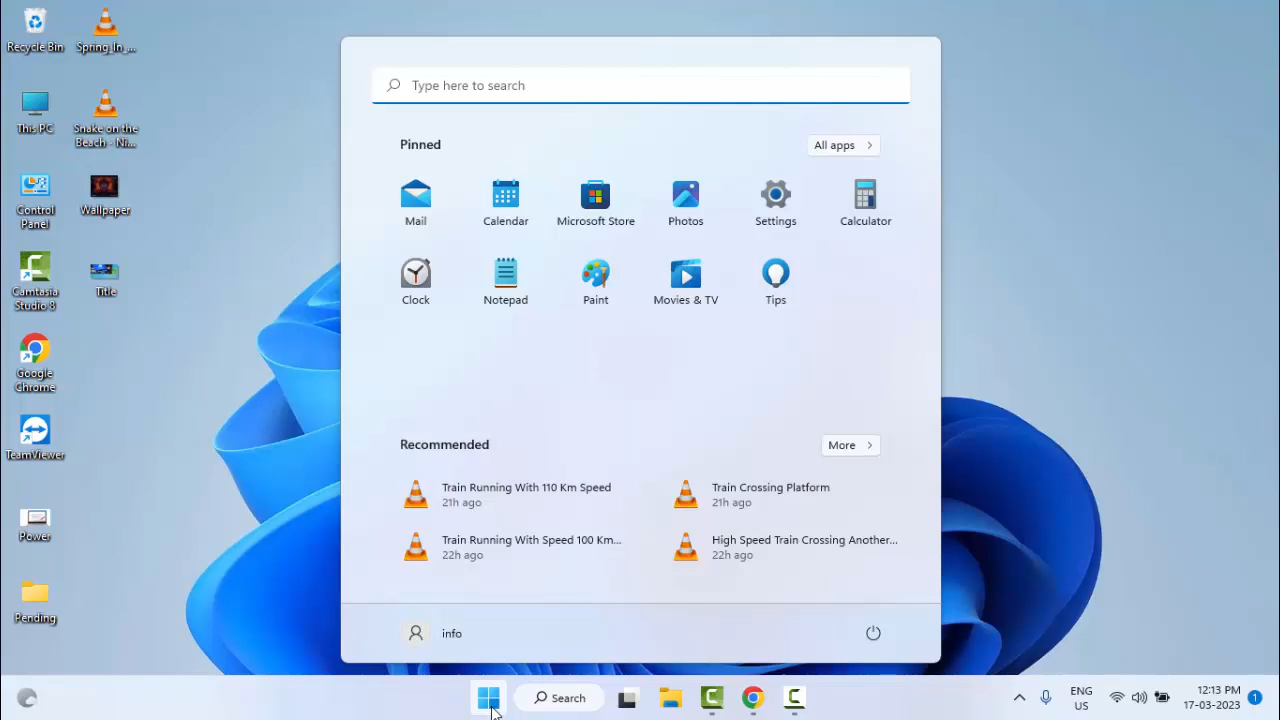 Recycle Bin
Spring_In_...
This PC
Snake on the
Beach - Ni...
Control
Panel
Wallpaper
Camtasia
Studio 8
Title
Google
Chrome
TeamViewer
Power
Pending
Type here to search
Pinned
All apps
Mail
Calendar
Microsoft Store
Photos
Settings
Calculator
Clock
Notepad
Paint
Movies & TV
Tips
Recommended
More
Train Running With 110 Km Speed
21h ago
Train Crossing Platform
21h ago
Train Running With Speed 100 Km...
22h ago
High Speed Train Crossing Another...
22h ago
info
Search
ENG
US
12:13 PM
17-03-2023
1